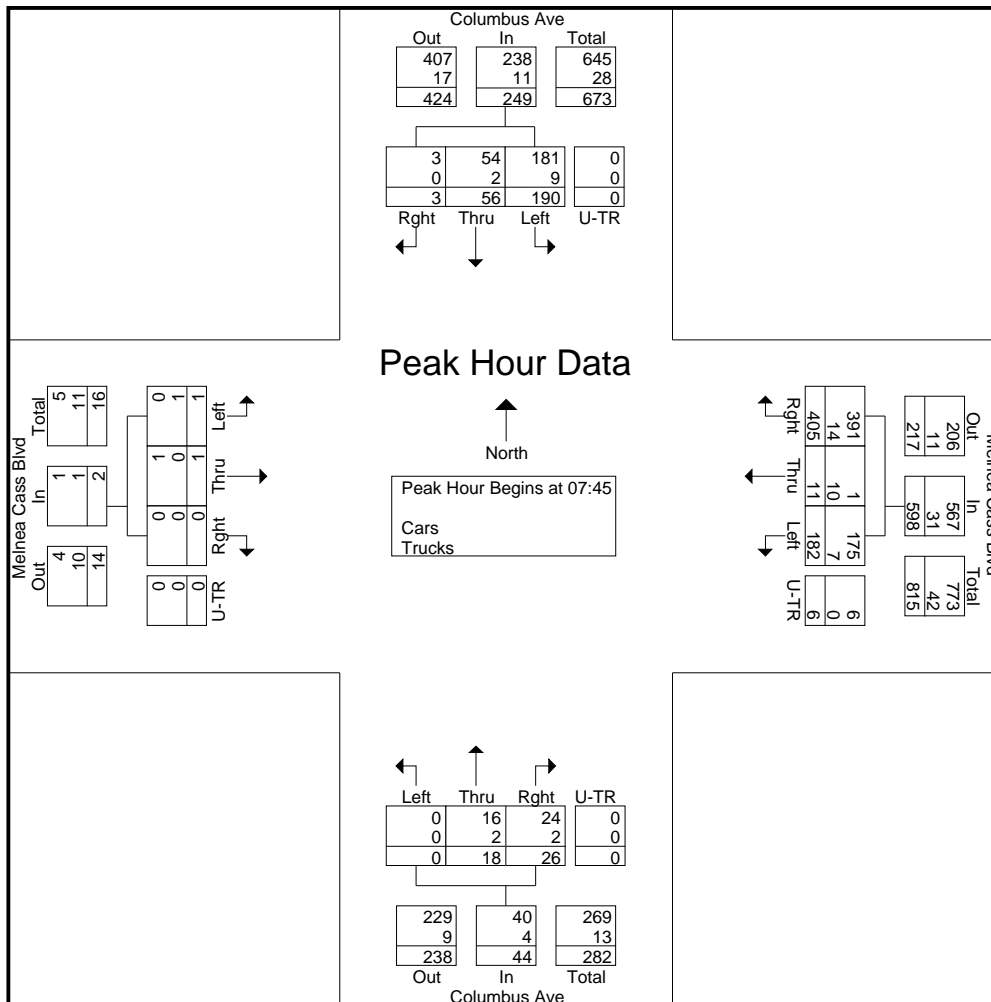 Columbus Ave
Out In Total
407 238 645
17 11 28
424 249 673
3 54 181 0
0 2 9 0
3 56 190 0
Rght Thru Left U-TR
Peak Hour Data
North
Peak Hour Begins at 07:45
Cars
Trucks
Melnea Cass Blvd
Out In Total
4 1 5
10 1 11
14 2 16
0 0 1 0
0 0 0 1
0 0 1 1
U-TR Rght Thru Left
Melnea Cass Blvd
Out In Total
206 567 773
11 31 42
217 598 815
391 1 175 6
14 10 7 0
405 11 182 6
Rght Thru Left U-TR
Left Thru Rght U-TR
0 16 24 0
0 2 2 0
0 18 26 0
229 40 269
9 4 13
238 44 282
Out In Total
Columbus Ave